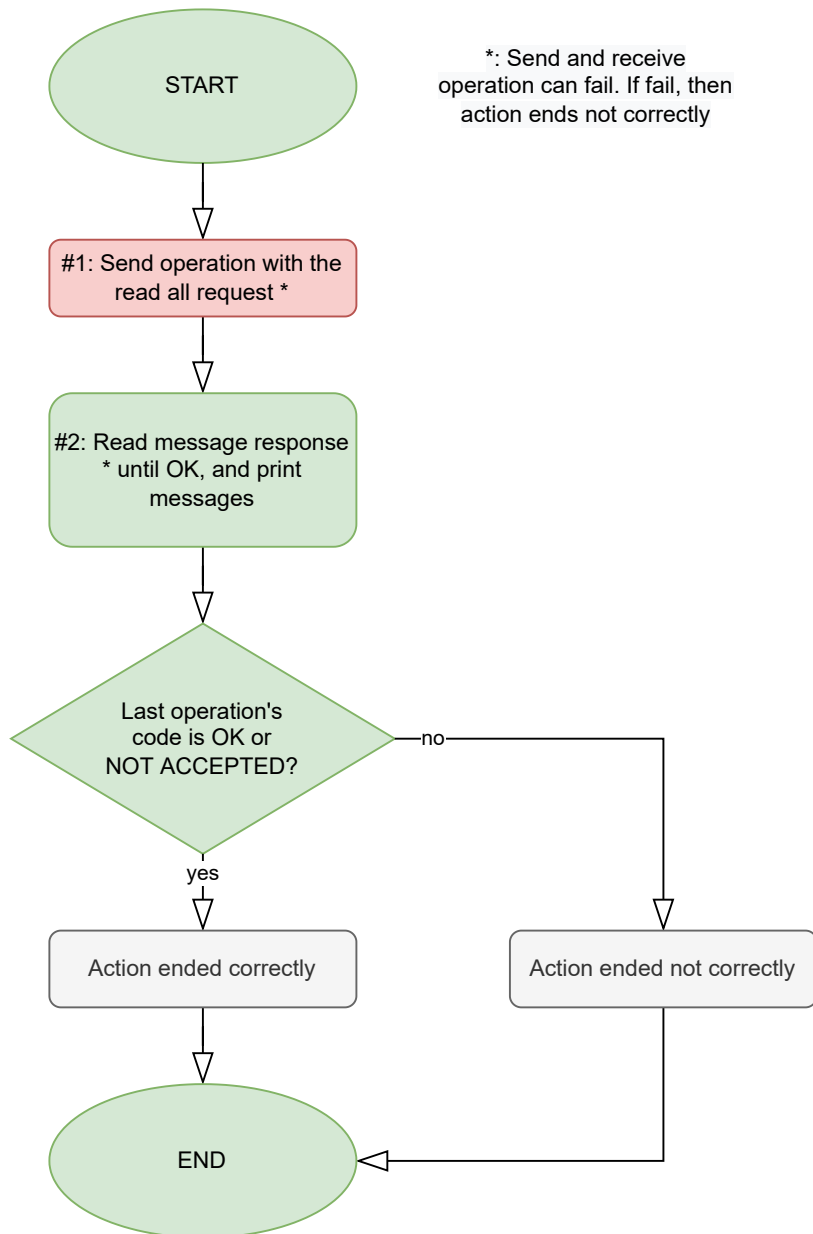 START
*: Send and receive
operation can fail. If fail, then
action ends not correctly
#1: Send operation with the
read all request *
#2: Read message response
* until OK, and print
messages
Last operation's
code is OK or
NOT ACCEPTED?
no
yes
Action ended correctly
Action ended not correctly
END